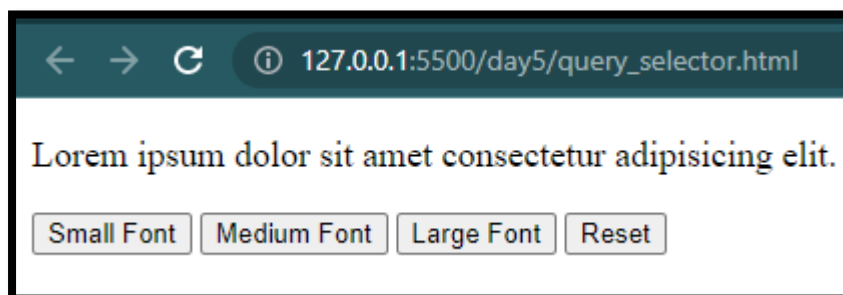 127.0.0.1:5500/day5/query_selector.html
Lorem ipsum dolor sit amet consectetur adipisicing elit.
Small Font Medium Font Large Font Reset